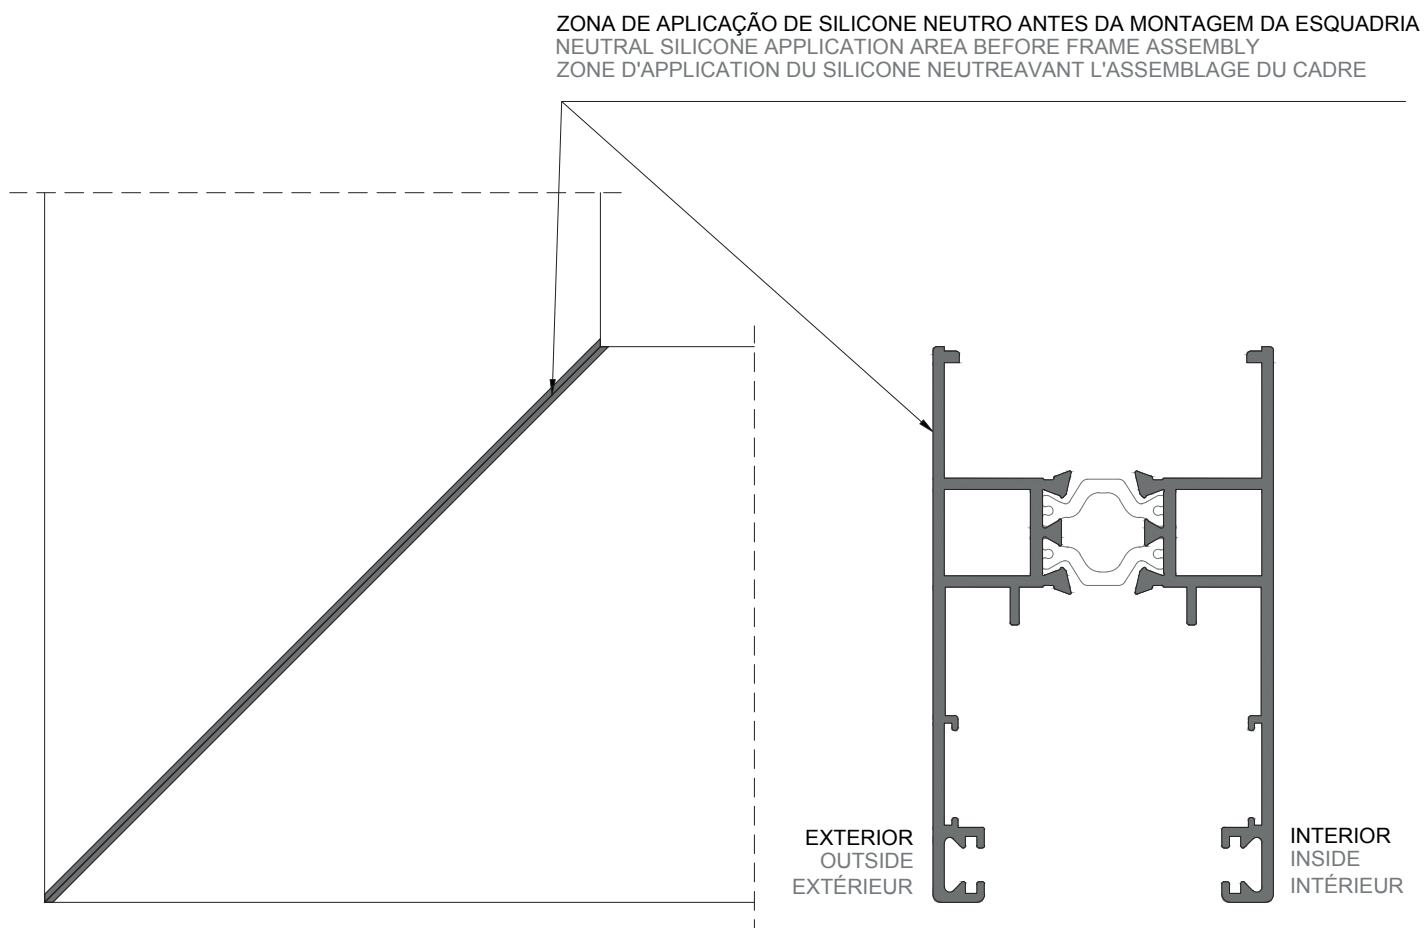 ZONA DE APLICAÇÃO DE SILICONE NEUTRO ANTES DA MONTAGEM DA ESQUADRIA
NEUTRAL SILICONE APPLICATION AREA BEFORE FRAME ASSEMBLY
ZONE D'APPLICATION DU SILICONE NEUTREAVANT L'ASSEMBLAGE DU CADRE
EXTERIOR
OUTSIDE
EXTÉRIEUR
INTERIOR
INSIDE
INTÉRIEUR